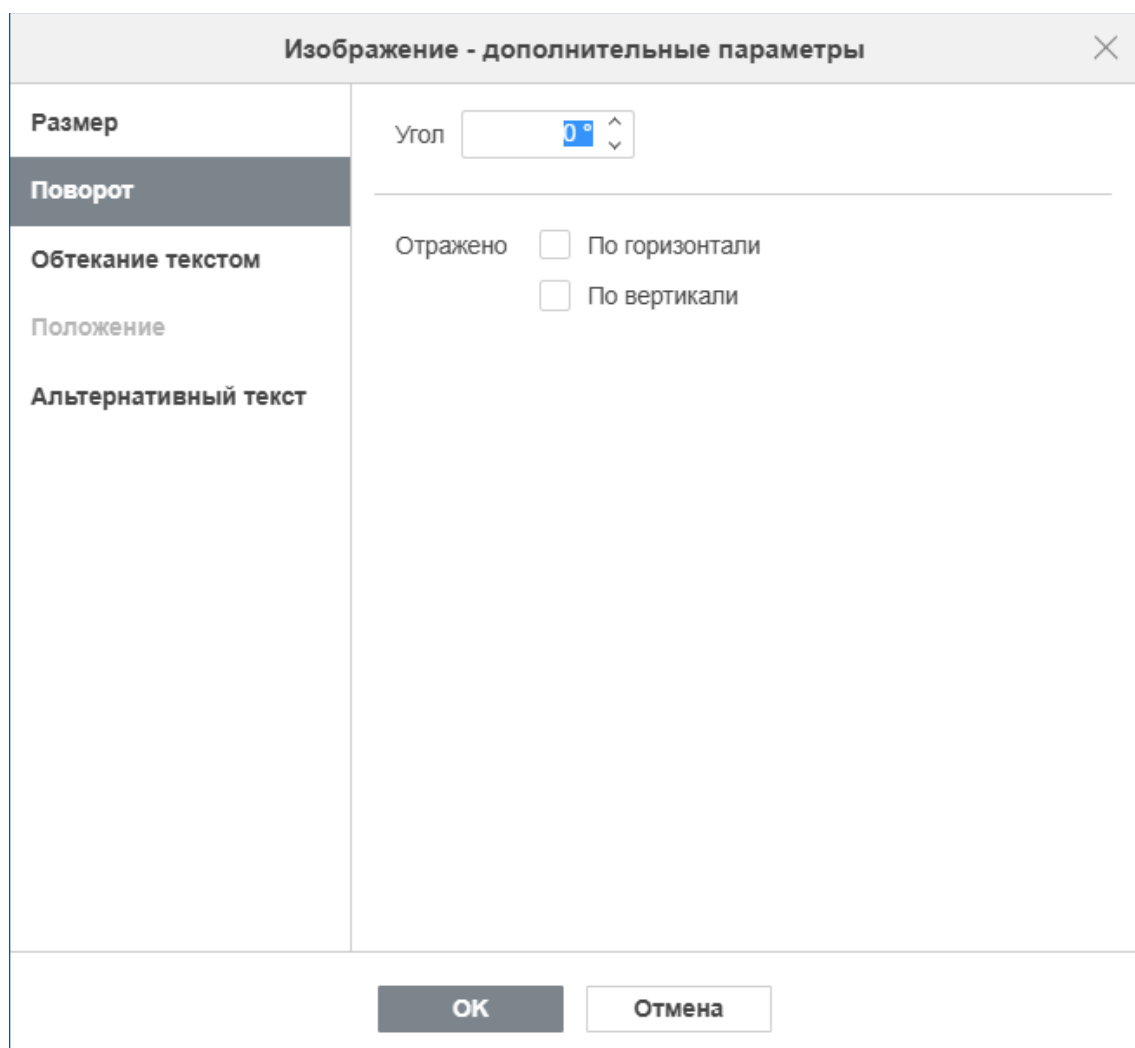 Изображение - дополнительные параметры
Размер
Поворот
Обтекание текстом
Положение
Альтернативный текст
Угол 0 °
Отражено По горизонтали
По вертикали
OK Отмена